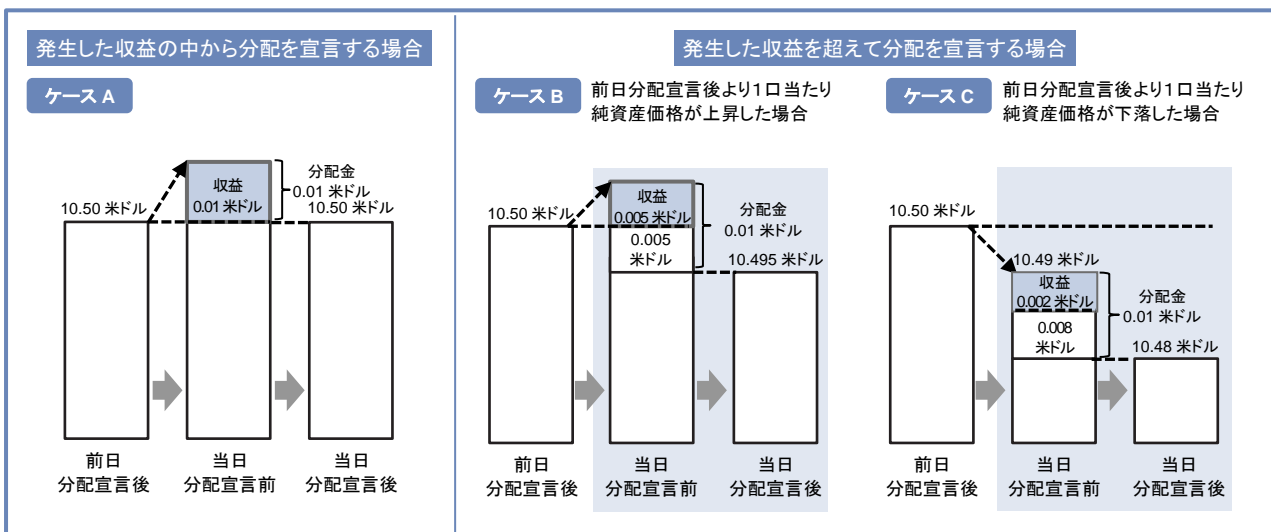 発生した収益の中から分配を宣言する場合
ケース A
収益
0.01 米ドル
分配金
0.01 米ドル
10.50 米ドル
10.50 米ドル
前日
分配宣言後
当日
分配宣言前
当日
分配宣言後
発生した収益を超えて分配を宣言する場合
ケース B
前日分配宣言後より1口当たり
純資産価格が上昇した場合
10.50 米ドル
収益
0.005 米ドル
0.005
米ドル
分配金
0.01 米ドル
10.495 米ドル
前日
分配宣言後
当日
分配宣言前
当日
分配宣言後
ケース C
前日分配宣言後より1口当たり
純資産価格が下落した場合
10.50 米ドル
10.49 米ドル
収益
0.002 米ドル
0.008
米ドル
分配金
0.01 米ドル
10.48 米ドル
前日
分配宣言後
当日
分配宣言前
当日
分配宣言後